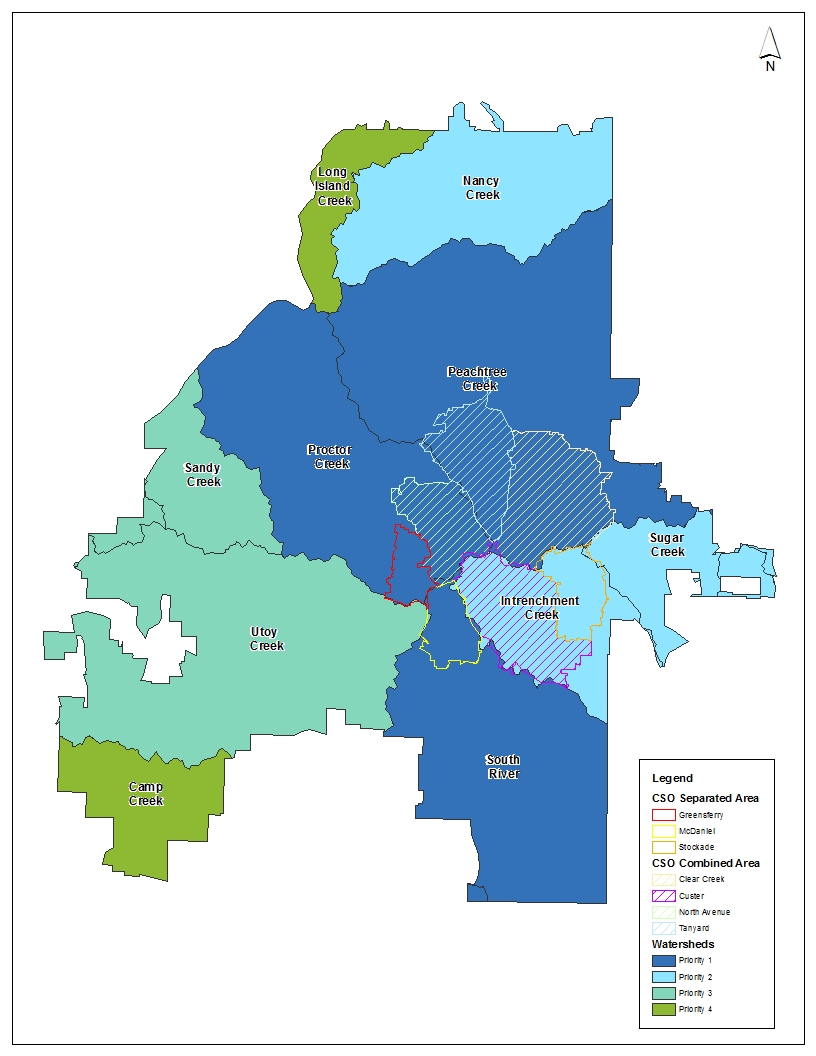 N
Long
Island
Creek
Nancy
Creek
Peachtree
Creek
Proctor
Creek
Sandy
Creek
Sugar
Creek
Intrenchment
Creek
Utoy
Creek
South
River
Camp
Creek
Legend
CSO Separated Area
Greensferry
McDaniel
Stockade
CSO Combined Area
Clear Creek
Custer
North Avenue
Tanyard
Watersheds
Priority 1
Priority 2
Priority 3
Priority 4